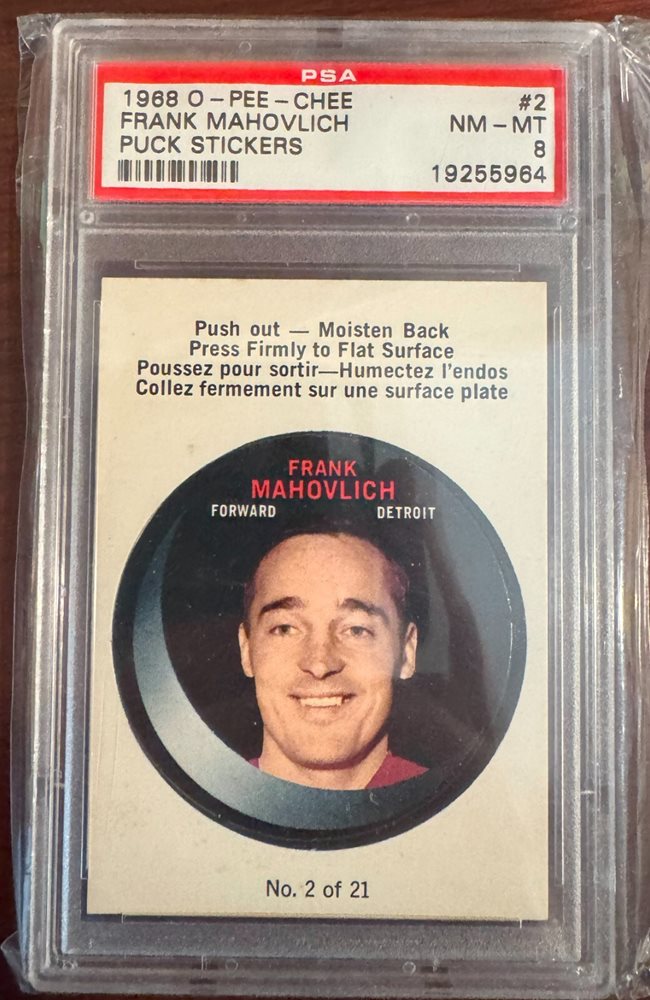 PSA
1968 O-PEE-CHEE #2
FRANK MAHOVLICH NM-MT
PUCK STICKERS 8
19255964
Push out — Moisten Back
Press Firmly to Flat Surface
Poussez pour sortir—Humectez l'endos
Collez fermement sur une surface plate
FRANK
MAHOVLICH
FORWARD DETROIT
No. 2 of 21